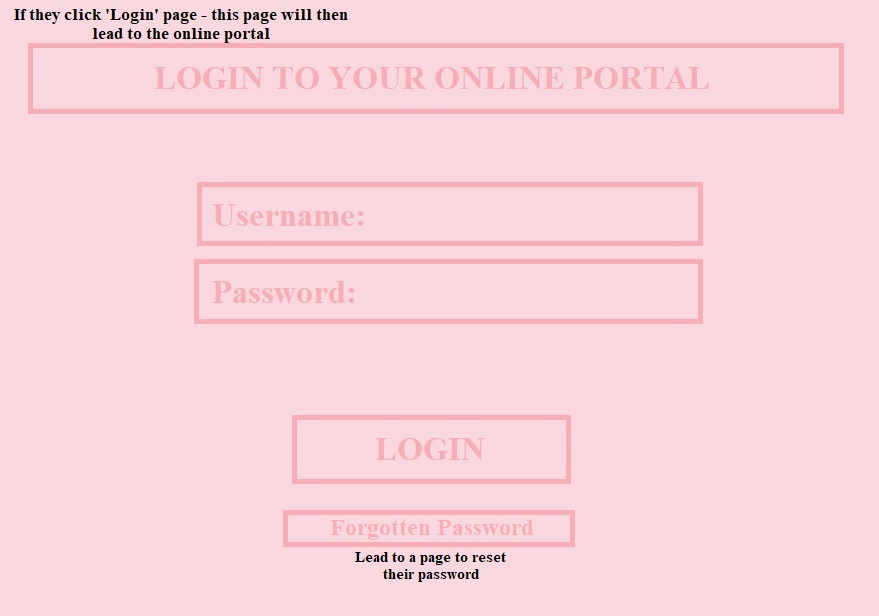 If they click 'Login' page - this page will then
lead to the online portal
LOGIN TO YOUR ONLINE PORTAL
Username:
Password:
LOGIN
Forgotten Password
Lead to a page to reset
their password